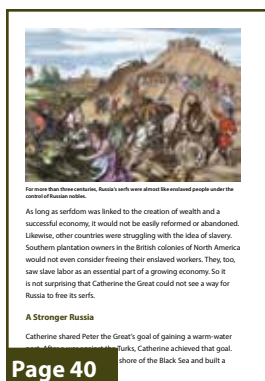 For more than three centuries, Russia's serfs were almost like enslaved people under the
control of Russian nobles.
As long as serfdom was linked to the creation of wealth and a
successful economy, it would not be easily reformed or abandoned.
Likewise, other countries were struggling with the idea of slavery.
Southern plantation owners in the British colonies of North America
would not even consider freeing their enslaved workers. They, too,
saw slave labor as an essential part of a growing economy. So it
is not surprising that Catherine the Great could not see a way for
Russia to free its serfs.
A Stronger Russia
Catherine shared Peter the Great's goal of gaining a warm-water
Turks, Catherine achieved that goal.
shore of the Black Sea and built a
Page 40